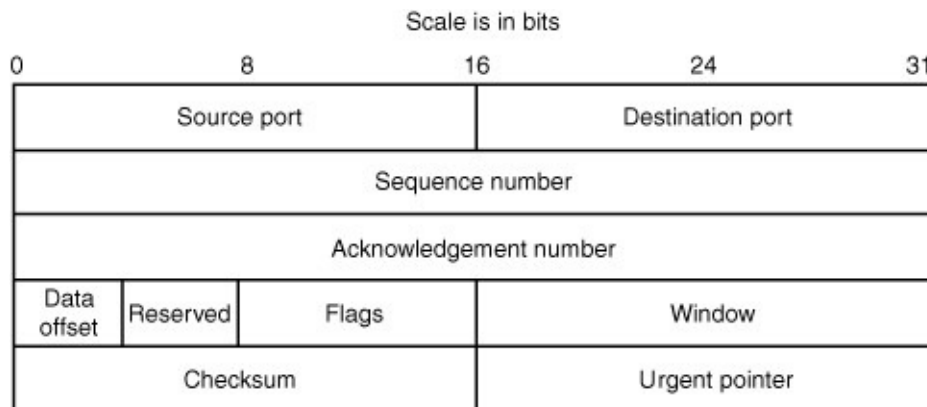 Scale is in bits
0 8 16 24 31
Source port Destination port
Sequence number
Acknowledgement number
Data offset Reserved Flags Window
Checksum Urgent pointer